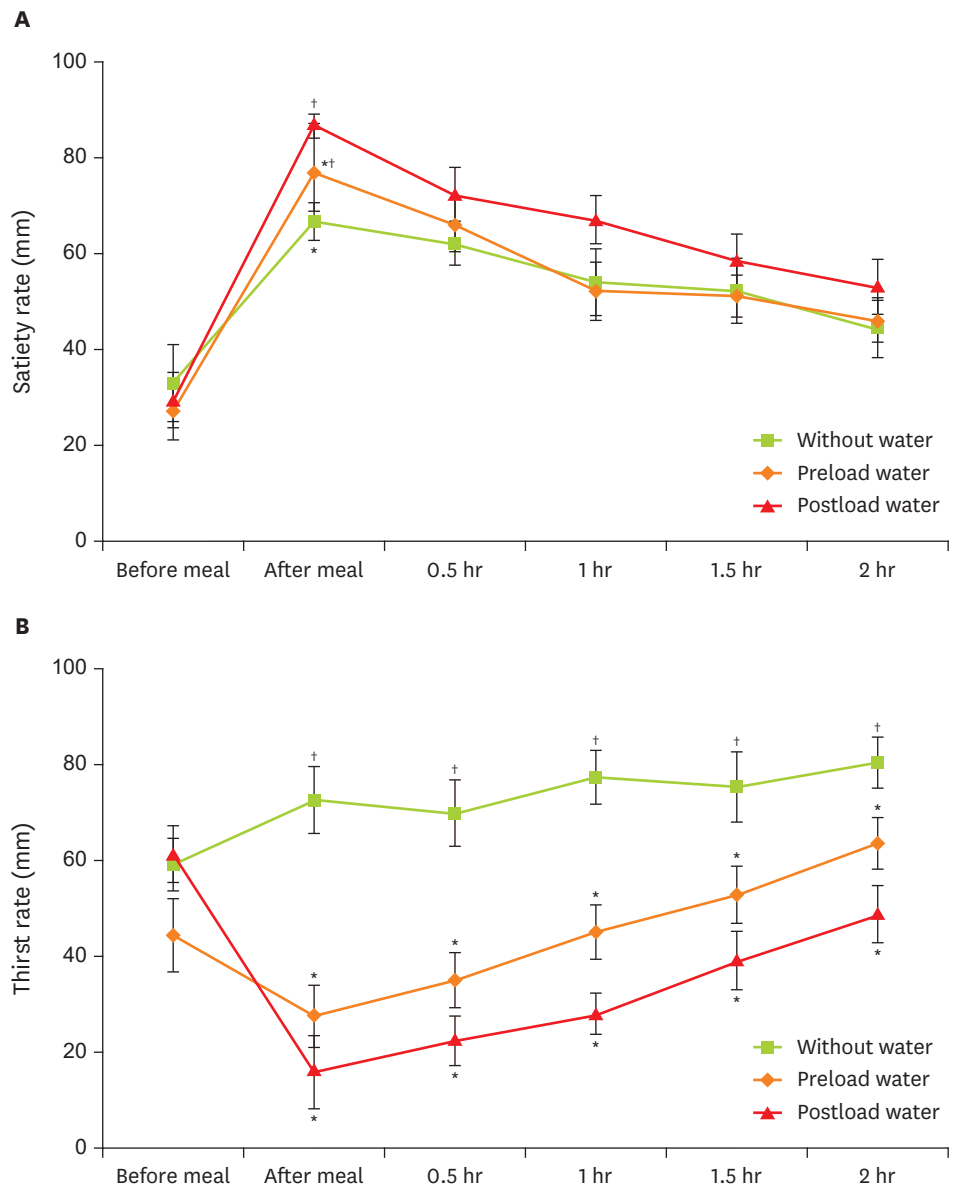 A
100
80
60
40
20
0
Satiety rate (mm)
†
*†
*
Without water
Preload water
Postload water
Before meal After meal 0.5 hr 1 hr 1.5 hr 2 hr
B
100
80
60
40
20
0
Thirst rate (mm)
† † † † †
* * * * *
* * * * *
Without water
Preload water
Postload water
Before meal After meal 0.5 hr 1 hr 1.5 hr 2 hr